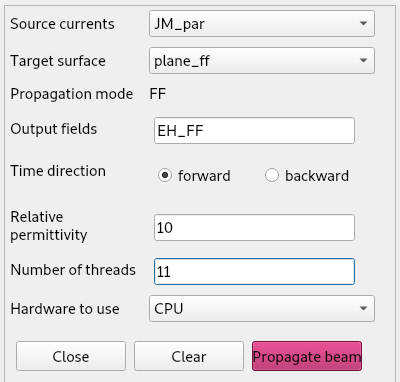 Source currents JM_par
Target surface plane_ff
Propagation mode FF
Output fields EH_FF
Time direction forward backward
Relative
permittivity 10
Number of threads 11
Hardware to use CPU
Close Clear Propagate beam